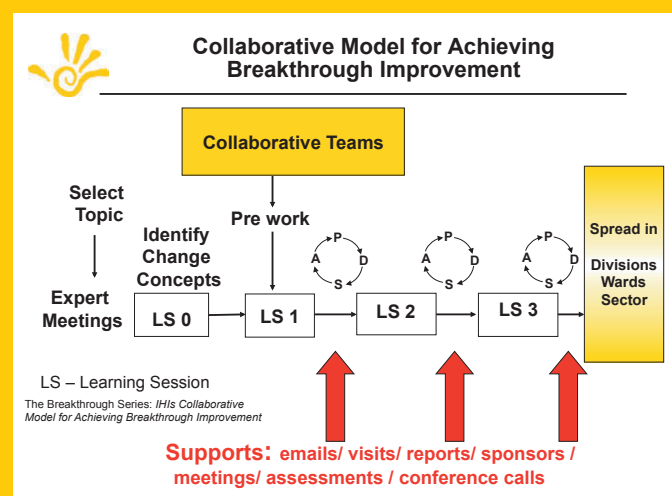 Collaborative Model for Achieving
Breakthrough Improvement
Collaborative Teams
Select
Topic
Pre work
Identify
Change
Concepts
Expert
Meetings
LS 0
LS 1
P
A D
S
LS 2
P
A D
S
LS 3
P
A D
S
Spread in
Divisions
Wards
Sector
LS – Learning Session
The Breakthrough Series: IHIs Collaborative
Model for Achieving Breakthrough Improvement
Supports: emails/ visits/ reports/ sponsors /
meetings/ assessments / conference calls